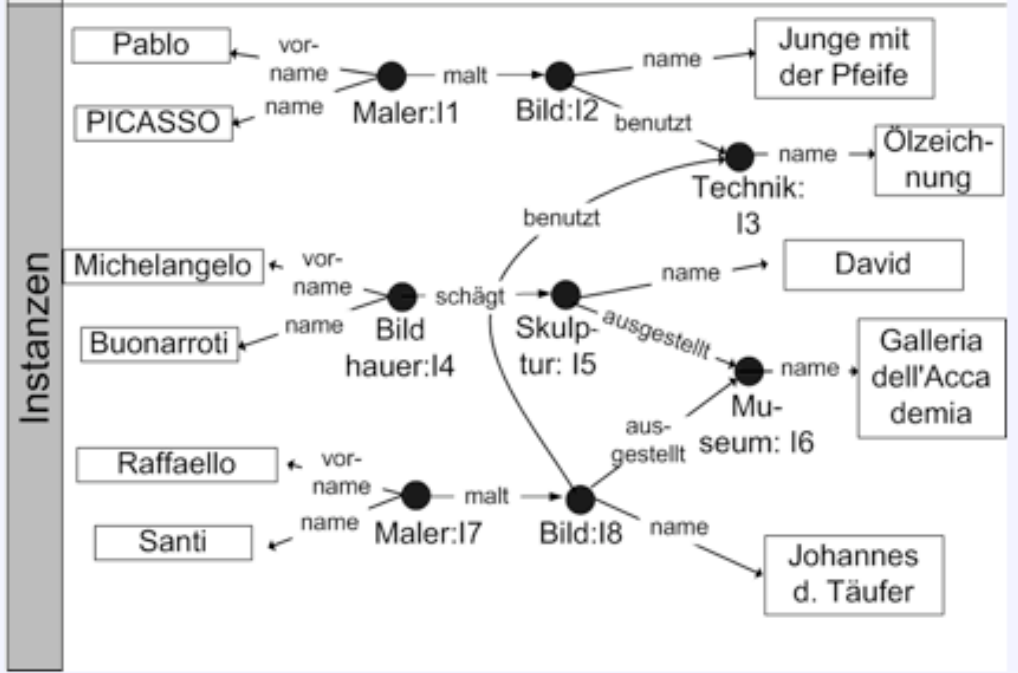 Pablo
vor-
name
PICASSO
name
malt
Maler:I1
Bild:I2
name
Junge mit
der Pfeife
benutzt
Technik:
I3
name
Ölzeich-
nung
benutzt
Michelangelo
vor-
name
Buonarroti
name
schägt
Bild
hauer:I4
Skulp-
tur: I5
name
David
ausgestellt
Mu-
seum: I6
name
Galleria
dell'Acca
demia
aus-
gestellt
Raffaello
vor-
name
Santi
name
malt
Maler:I7
Bild:I8
name
Johannes
d. Täufer
Instanzen